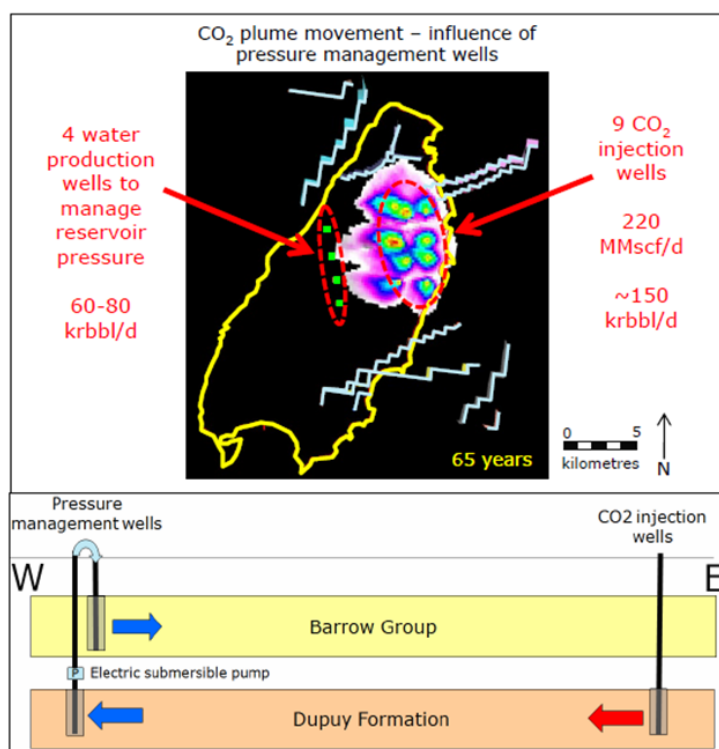 CO₂ plume movement – influence of
pressure management wells
4 water
production
wells to
manage
reservoir
pressure
60-80
krbbl/d
9 CO₂
injection
wells
220
MMscf/d
~150
krbbl/d
65 years
0 5
kilometres N
Pressure
management wells
CO2 injection
wells
W E
Barrow Group
P Electric submersible pump
Dupuy Formation